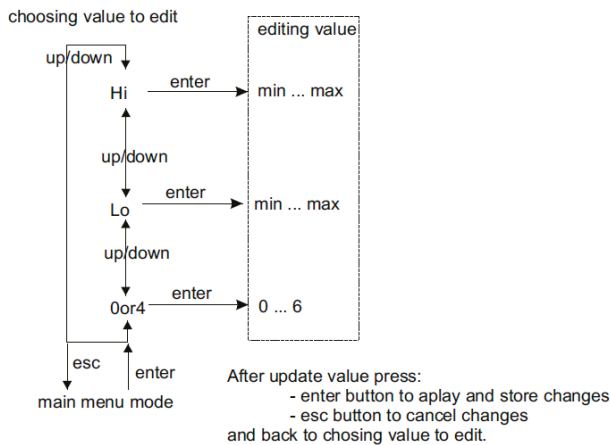 choosing value to edit
editing value
up/down
Hi
enter
min ... max
up/down
Lo
enter
min ... max
up/down
0or4
enter
0 ... 6
esc
enter
main menu mode
After update value press:
- enter button to aplay and store changes
- esc button to cancel changes
and back to chosing value to edit.